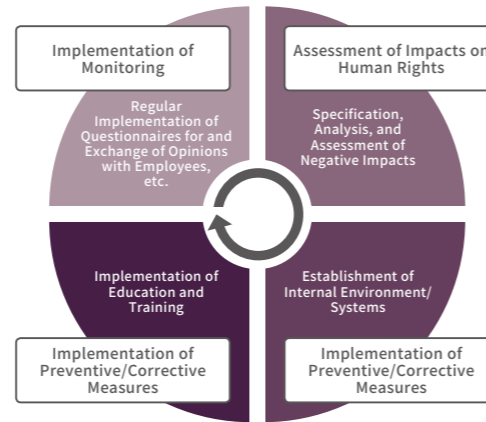 Implementation of
Monitoring
Regular
Implementation of
Questionnaires for and
Exchange of Opinions
with Employees,
etc.
Assessment of Impacts on
Human Rights
Specification,
Analysis, and
Assessment of
Negative Impacts
Implementation of
Education and
Training
Implementation of
Preventive/Corrective
Measures
Establishment of
Internal Environment/
Systems
Implementation of
Preventive/Corrective
Measures